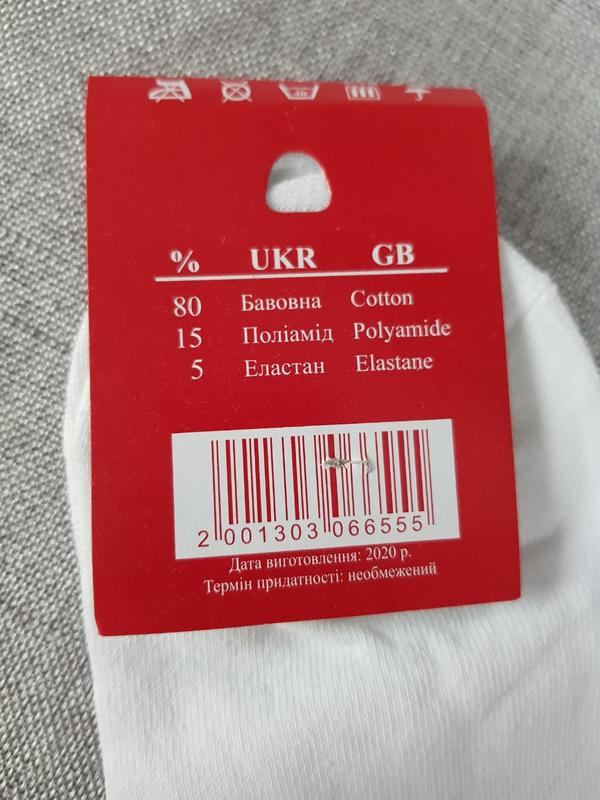 % UKR GB
80 Бавовна Cotton
15 Поліамід Polyamide
5 Еластан Elastane
2 001303 066555
Дата виготовлення: 2020 р.
Термін придатності: необмежений